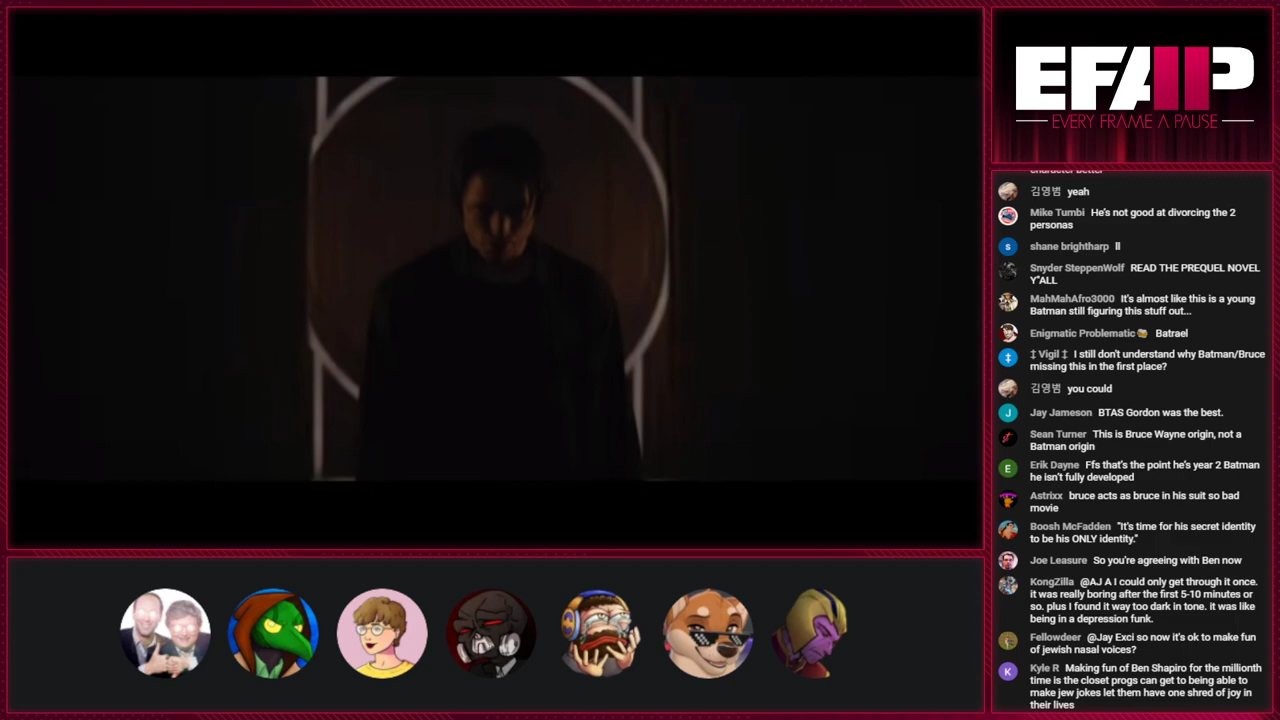 EFAP
EVERY FRAME A PAUSE
character better
김영범 yeah
Mike Tumbi He's not good at divorcing the 2
personas
s
shane brightharp ll
Snyder SteppenWolf READ THE PREQUEL NOVEL
Y"ALL
MahMahAfro3000 It's almost like this is a young
Batman still figuring this stuff out...
Enigmatic Problematic Batrael
‡ Vigil ‡ I still don't understand why Batman/Bruce
missing this in the first place?
김영범 you could
J
Jay Jameson BTAS Gordon was the best.
Sean Turner This is Bruce Wayne origin, not a
Batman origin
E
Erik Dayne Ffs that's the point he's year 2 Batman
he isn't fully developed
Astrixx bruce acts as bruce in his suit so bad
movie
Boosh McFadden "It's time for his secret identity
to be his ONLY identity."
Joe Leasure So you're agreeing with Ben now
KongZilla @AJ A I could only get through it once.
it was really boring after the first 5-10 minutes or
so. plus I found it way too dark in tone. it was like
being in a depression funk.
Fellowdeer @Jay Exci so now it's ok to make fun
of jewish nasal voices?
K
Kyle R Making fun of Ben Shapiro for the millionth
time is the closet progs can get to being able to
make jew jokes let them have one shred of joy in
their lives